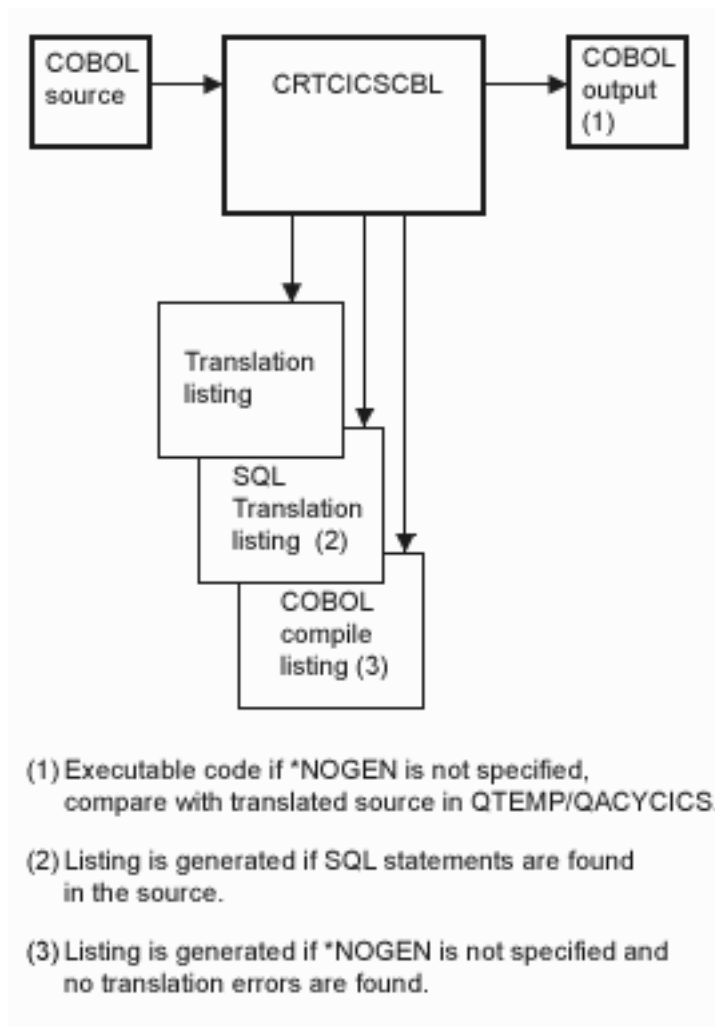 COBOL
source
CRTCICSCBL
COBOL
output
(1)
Translation
listing
SQL
Translation
listing (2)
COBOL
compile
listing (3)
(1) Executable code if *NOGEN is not specified,
compare with translated source in QTEMP/QACYCICS.
(2) Listing is generated if SQL statements are found
in the source.
(3) Listing is generated if *NOGEN is not specified and
no translation errors are found.